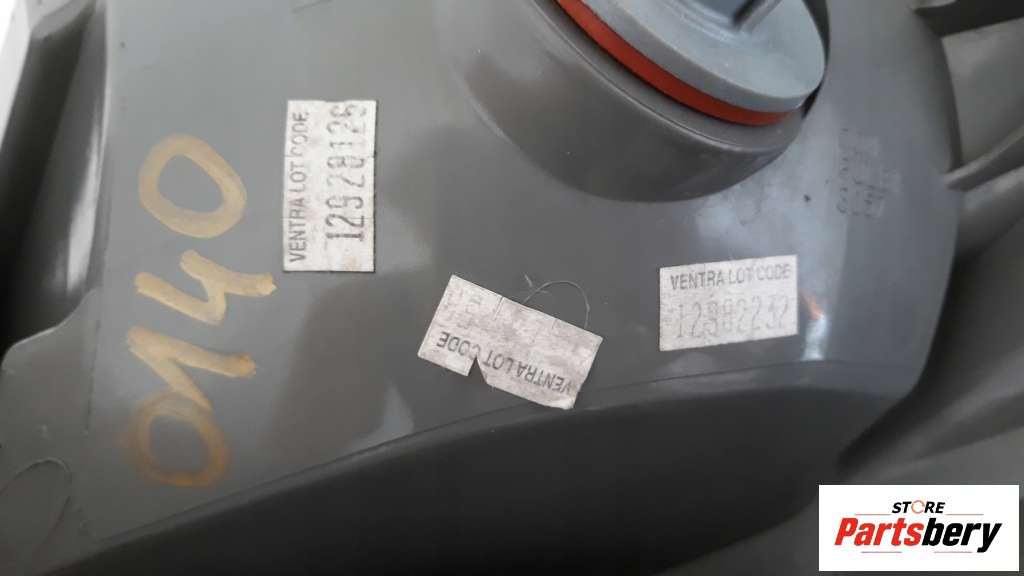 VENTRA LOT CODE
12928126
0140
VENTRA LOT CODE
VENTRA LOT CODE
12982232
STORE
Partsbery